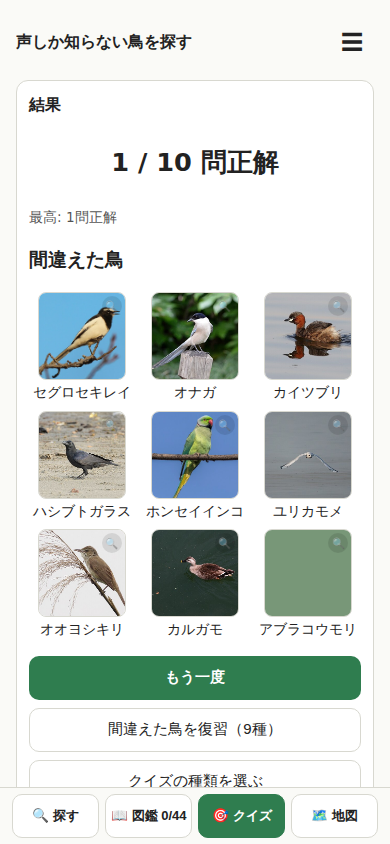 声しか知らない鳥を探す
結果
1 / 10 問正解
最高: 1問正解
間違えた鳥
セグロセキレイ
オナガ
カイツブリ
ハシブトガラス
ホンセイインコ
ユリカモメ
オオヨシキリ
カルガモ
アブラコウモリ
もう一度
間違えた鳥を復習（9種）
クイズの種類を選ぶ
探す
図鑑 0/44
クイズ
地図